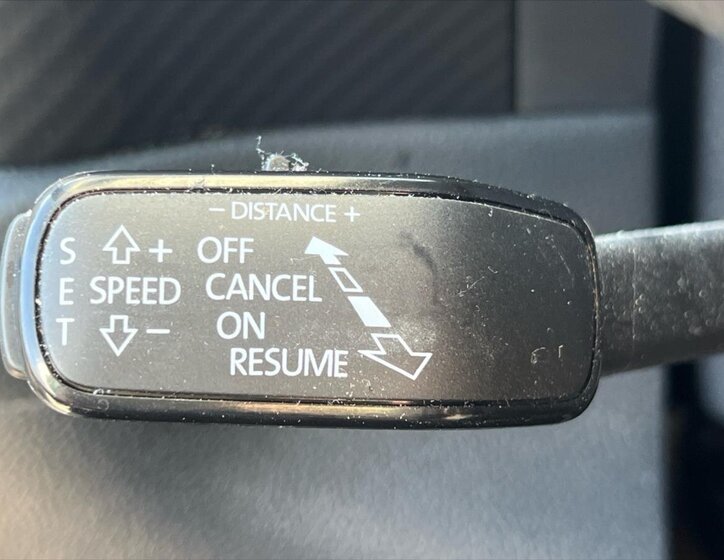 − DISTANCE +
S + OFF
E SPEED CANCEL
T − ON
RESUME